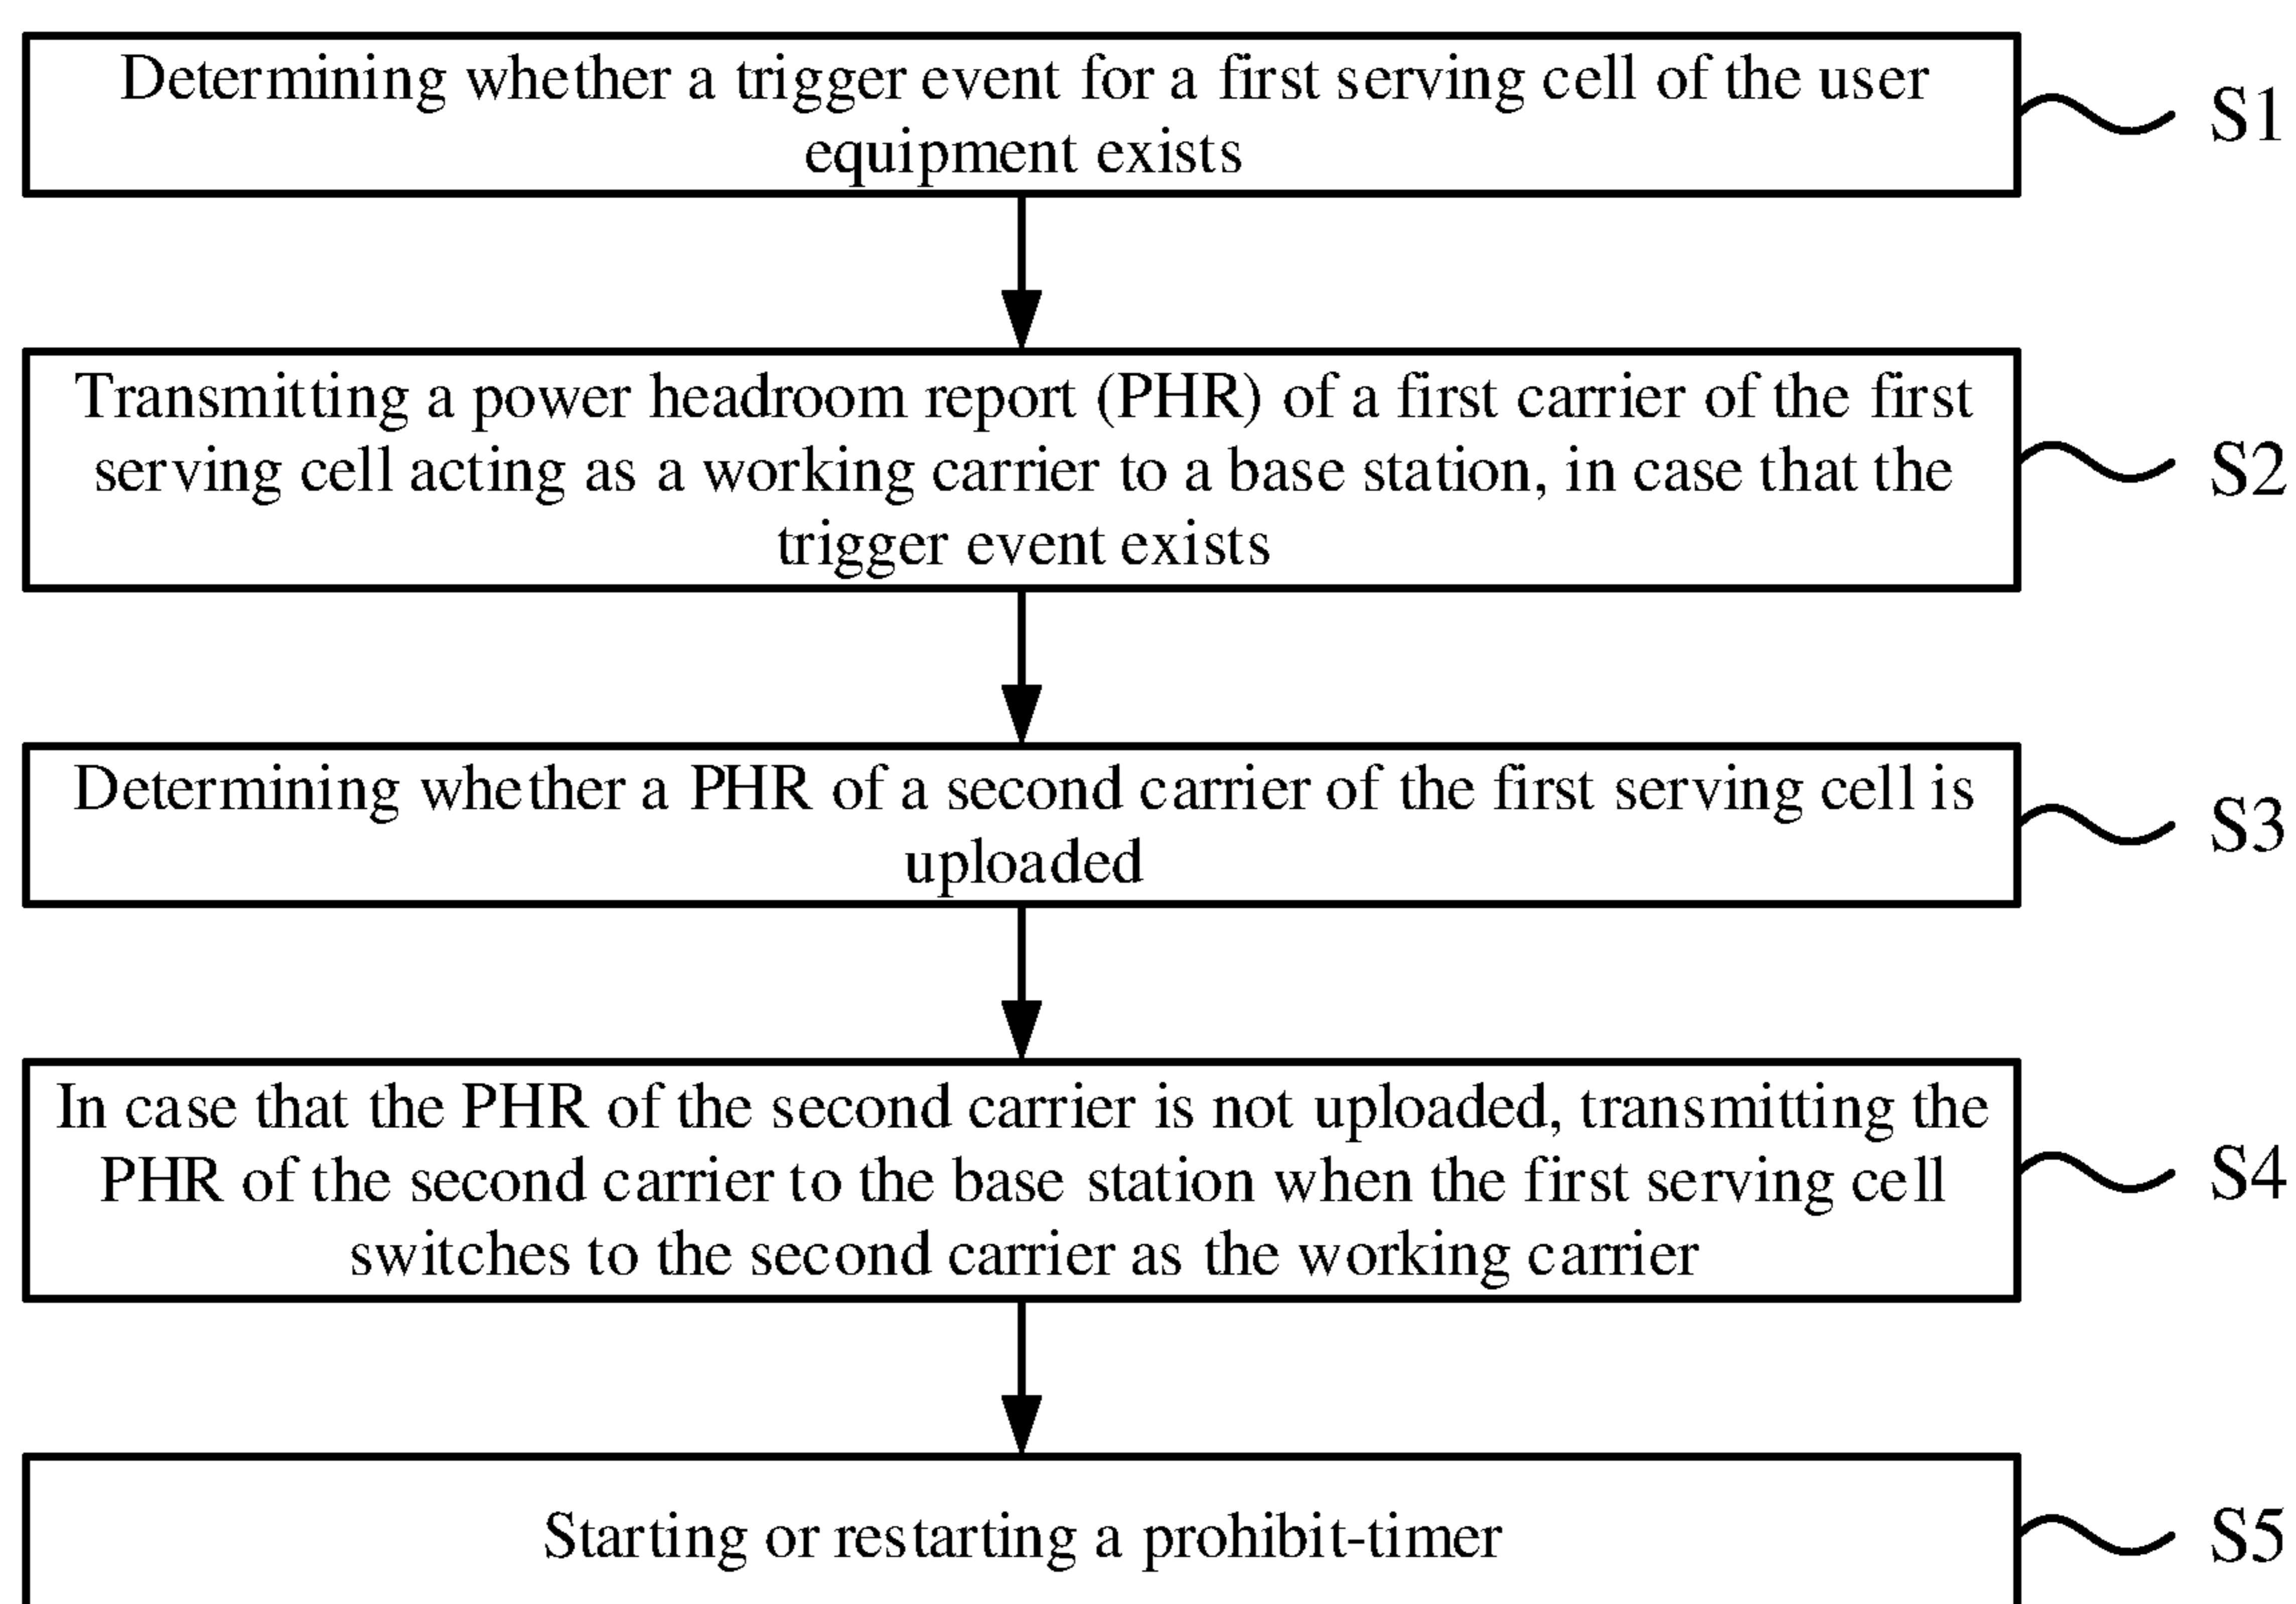 Determining whether a trigger event for a first serving cell of the user
equipment exists
S1
Transmitting a power headroom report (PHR) of a first carrier of the first
serving cell acting as a working carrier to a base station, in case that the
trigger event exists
S2
Determining whether a PHR of a second carrier of the first serving cell is
uploaded
S3
In case that the PHR of the second carrier is not uploaded, transmitting the
PHR of the second carrier to the base station when the first serving cell
switches to the second carrier as the working carrier
S4
Starting or restarting a prohibit-timer
S5